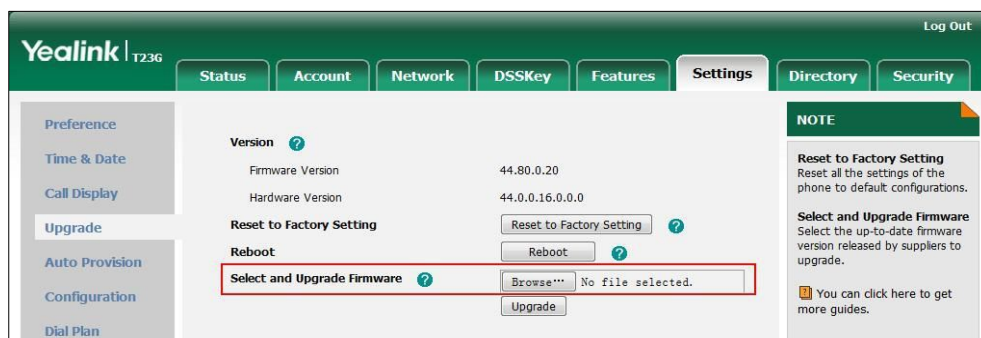 Log Out
Yealink | T23G
Status Account Network DSSKey Features Settings Directory Security
Preference
Time & Date
Call Display
Upgrade
Auto Provision
Configuration
Dial Plan
Version ?
Firmware Version 44.80.0.20
Hardware Version 44.0.0.16.0.0.0
Reset to Factory Setting Reset to Factory Setting ?
Reboot Reboot ?
Select and Upgrade Firmware ? Browse... No file selected.
Upgrade
NOTE
Reset to Factory Setting
Reset all the settings of the
phone to default configurations.
Select and Upgrade Firmware
Select the up-to-date firmware
version released by suppliers to
upgrade.
You can click here to get
more guides.